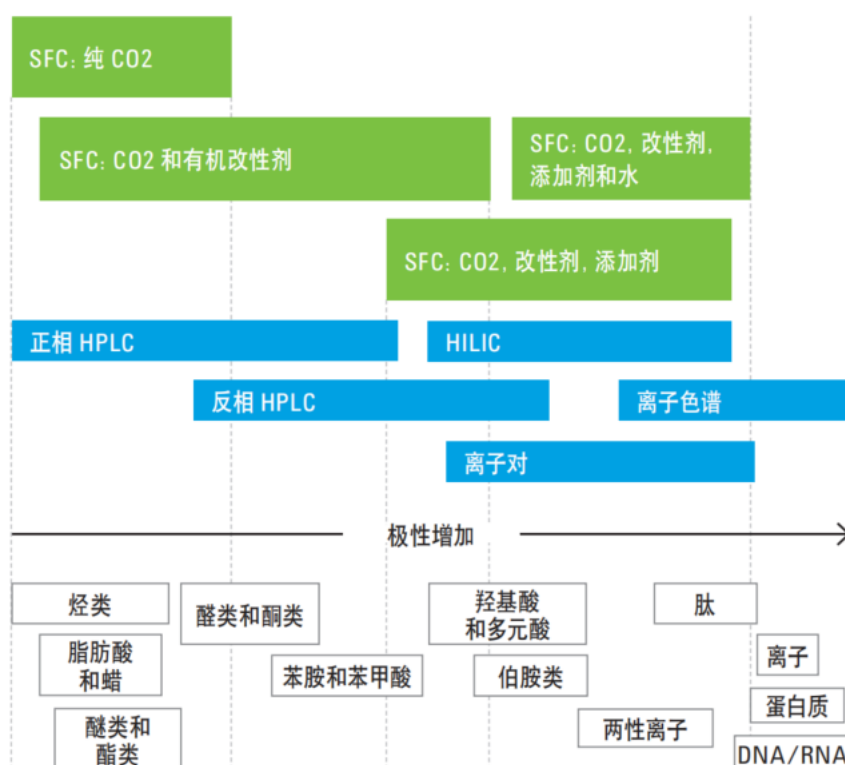 SFC: 纯 CO2
SFC: CO2 和有机改性剂
SFC: CO2, 改性剂,
添加剂和水
SFC: CO2, 改性剂, 添加剂
正相 HPLC
HILIC
反相 HPLC
离子色谱
离子对
极性增加
烃类
醛类和酮类
羟基酸
和多元酸
肽
脂肪酸
和蜡
苯胺和苯甲酸
伯胺类
离子
醚类和
酯类
两性离子
蛋白质
DNA/RNA